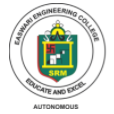 EASWARI ENGINEERING COLLEGE
SRM
EDUCATE AND EXCEL
AUTONOMOUS